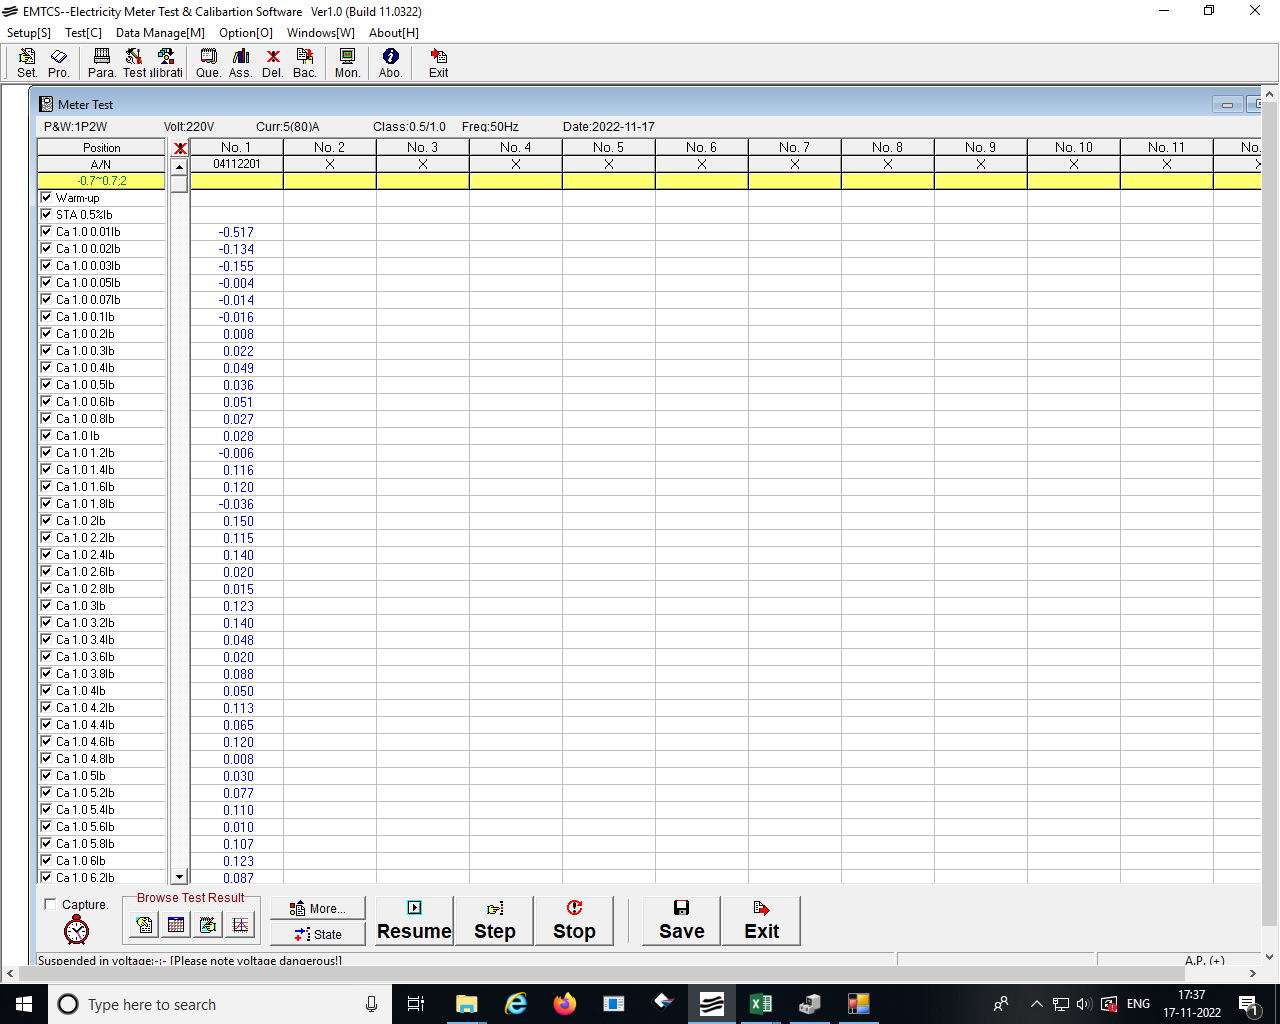 EMTCS--Electricity Meter Test & Calibartion Software Ver1.0 (Build 11.0322)
Setup[S] Test[C] Data Manage[M] Option[O] Windows[W] About[H]
Set. Pro. Para. Test librati Que. Ass. Del. Bac. Mon. Abo. Exit
Meter Test
P&W:1P2W Volt:220V Curr:5(80)A Class:0.5/1.0 Freq:50Hz Date:2022-11-17
Position No. 1 No. 2 No. 3 No. 4 No. 5 No. 6 No. 7 No. 8 No. 9 No. 10 No. 11 No.
A/N 04112201 X X X X X X X X X X
-0.7~0.7;2
Warm-up
STA 0.5%Ib
Ca 1.0 0.01Ib -0.517
Ca 1.0 0.02Ib -0.134
Ca 1.0 0.03Ib -0.155
Ca 1.0 0.05Ib -0.004
Ca 1.0 0.07Ib -0.014
Ca 1.0 0.1Ib -0.016
Ca 1.0 0.2Ib 0.008
Ca 1.0 0.3Ib 0.022
Ca 1.0 0.4Ib 0.049
Ca 1.0 0.5Ib 0.036
Ca 1.0 0.6Ib 0.051
Ca 1.0 0.8Ib 0.027
Ca 1.0 Ib 0.028
Ca 1.0 1.2Ib -0.006
Ca 1.0 1.4Ib 0.116
Ca 1.0 1.6Ib 0.120
Ca 1.0 1.8Ib -0.036
Ca 1.0 2Ib 0.150
Ca 1.0 2.2Ib 0.115
Ca 1.0 2.4Ib 0.140
Ca 1.0 2.6Ib 0.020
Ca 1.0 2.8Ib 0.015
Ca 1.0 3Ib 0.123
Ca 1.0 3.2Ib 0.140
Ca 1.0 3.4Ib 0.048
Ca 1.0 3.6Ib 0.020
Ca 1.0 3.8Ib 0.088
Ca 1.0 4Ib 0.050
Ca 1.0 4.2Ib 0.113
Ca 1.0 4.4Ib 0.065
Ca 1.0 4.6Ib 0.120
Ca 1.0 4.8Ib 0.008
Ca 1.0 5Ib 0.030
Ca 1.0 5.2Ib 0.077
Ca 1.0 5.4Ib 0.110
Ca 1.0 5.6Ib 0.010
Ca 1.0 5.8Ib 0.107
Ca 1.0 6Ib 0.123
Ca 1.0 6.2Ib 0.087
Capture. Browse Test Result More... State Resume Step Stop Save Exit
Suspended in voltage:-:- [Please note voltage dangerous!] A.P. (+)
Type here to search ENG 17:37
17-11-2022 1